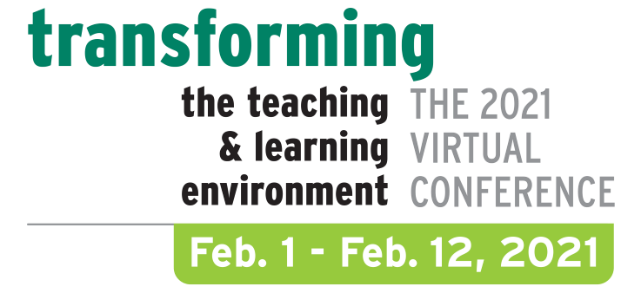 transforming
the teaching THE 2021
& learning VIRTUAL
environment CONFERENCE
Feb. 1 - Feb. 12, 2021